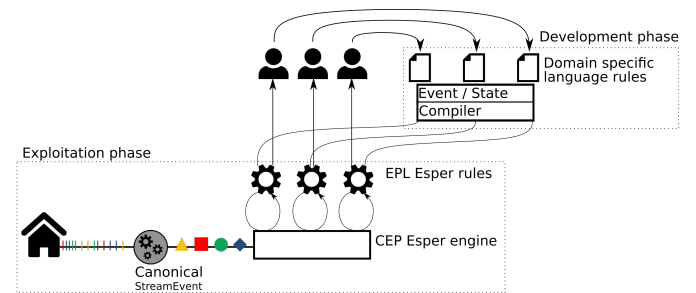 Development phase
Domain specific
language rules
Event / State
Compiler
Exploitation phase
EPL Esper rules
CEP Esper engine
Canonical
StreamEvent